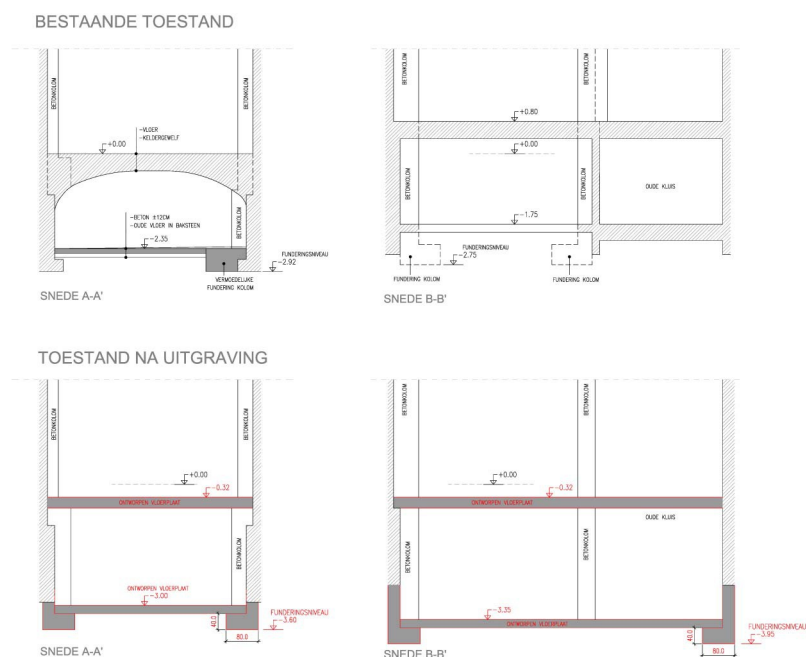 BESTAANDE TOESTAND
BETONKOLOM
BETONKOLOM
-VLOER
-KELDERGEWELF
+0.00
BETONKOLOM
-BETON ±12CM
-OUDE VLOER IN BAKSTEEN
-2.35
FUNDERINGSNIVEAU
-2.92
VERMOEDELIJKE
FUNDERING KOLOM
SNEDE A-A'
BETONKOLOM
BETONKOLOM
+0.80
+0.00
BETONKOLOM
BETONKOLOM
OUDE KLUIS
-1.75
FUNDERINGSNIVEAU
-2.75
FUNDERING KOLOM
FUNDERING KOLOM
SNEDE B-B'
TOESTAND NA UITGRAVING
BETONKOLOM
BETONKOLOM
+0.00
-0.32
ONTWORPEN VLOERPLAAT
BETONKOLOM
ONTWORPEN VLOERPLAAT
-3.00
FUNDERINGSNIVEAU
-3.60
40.0
80.0
SNEDE A-A'
BETONKOLOM
BETONKOLOM
+0.00
-0.32
ONTWORPEN VLOERPLAAT
OUDE KLUIS
BETONKOLOM
-3.35
ONTWORPEN VLOERPLAAT
FUNDERINGSNIVEAU
-3.95
40.0
80.0
SNEDE B-B'